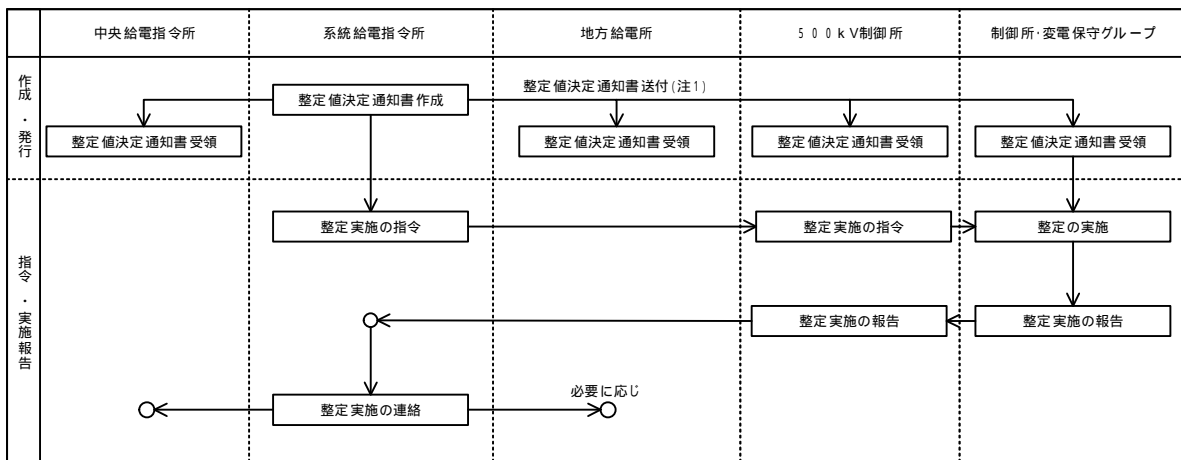 中央給電指令所
系統給電指令所
地方給電所
500kV制御所
制御所・変電保守グループ
作成・発行
整定値決定通知書作成
整定値決定通知書送付(注1)
整定値決定通知書受領
整定値決定通知書受領
整定値決定通知書受領
整定値決定通知書受領
指令・実施報告
整定実施の指令
整定実施の指令
整定の実施
整定実施の報告
整定実施の報告
必要に応じ
整定実施の連絡